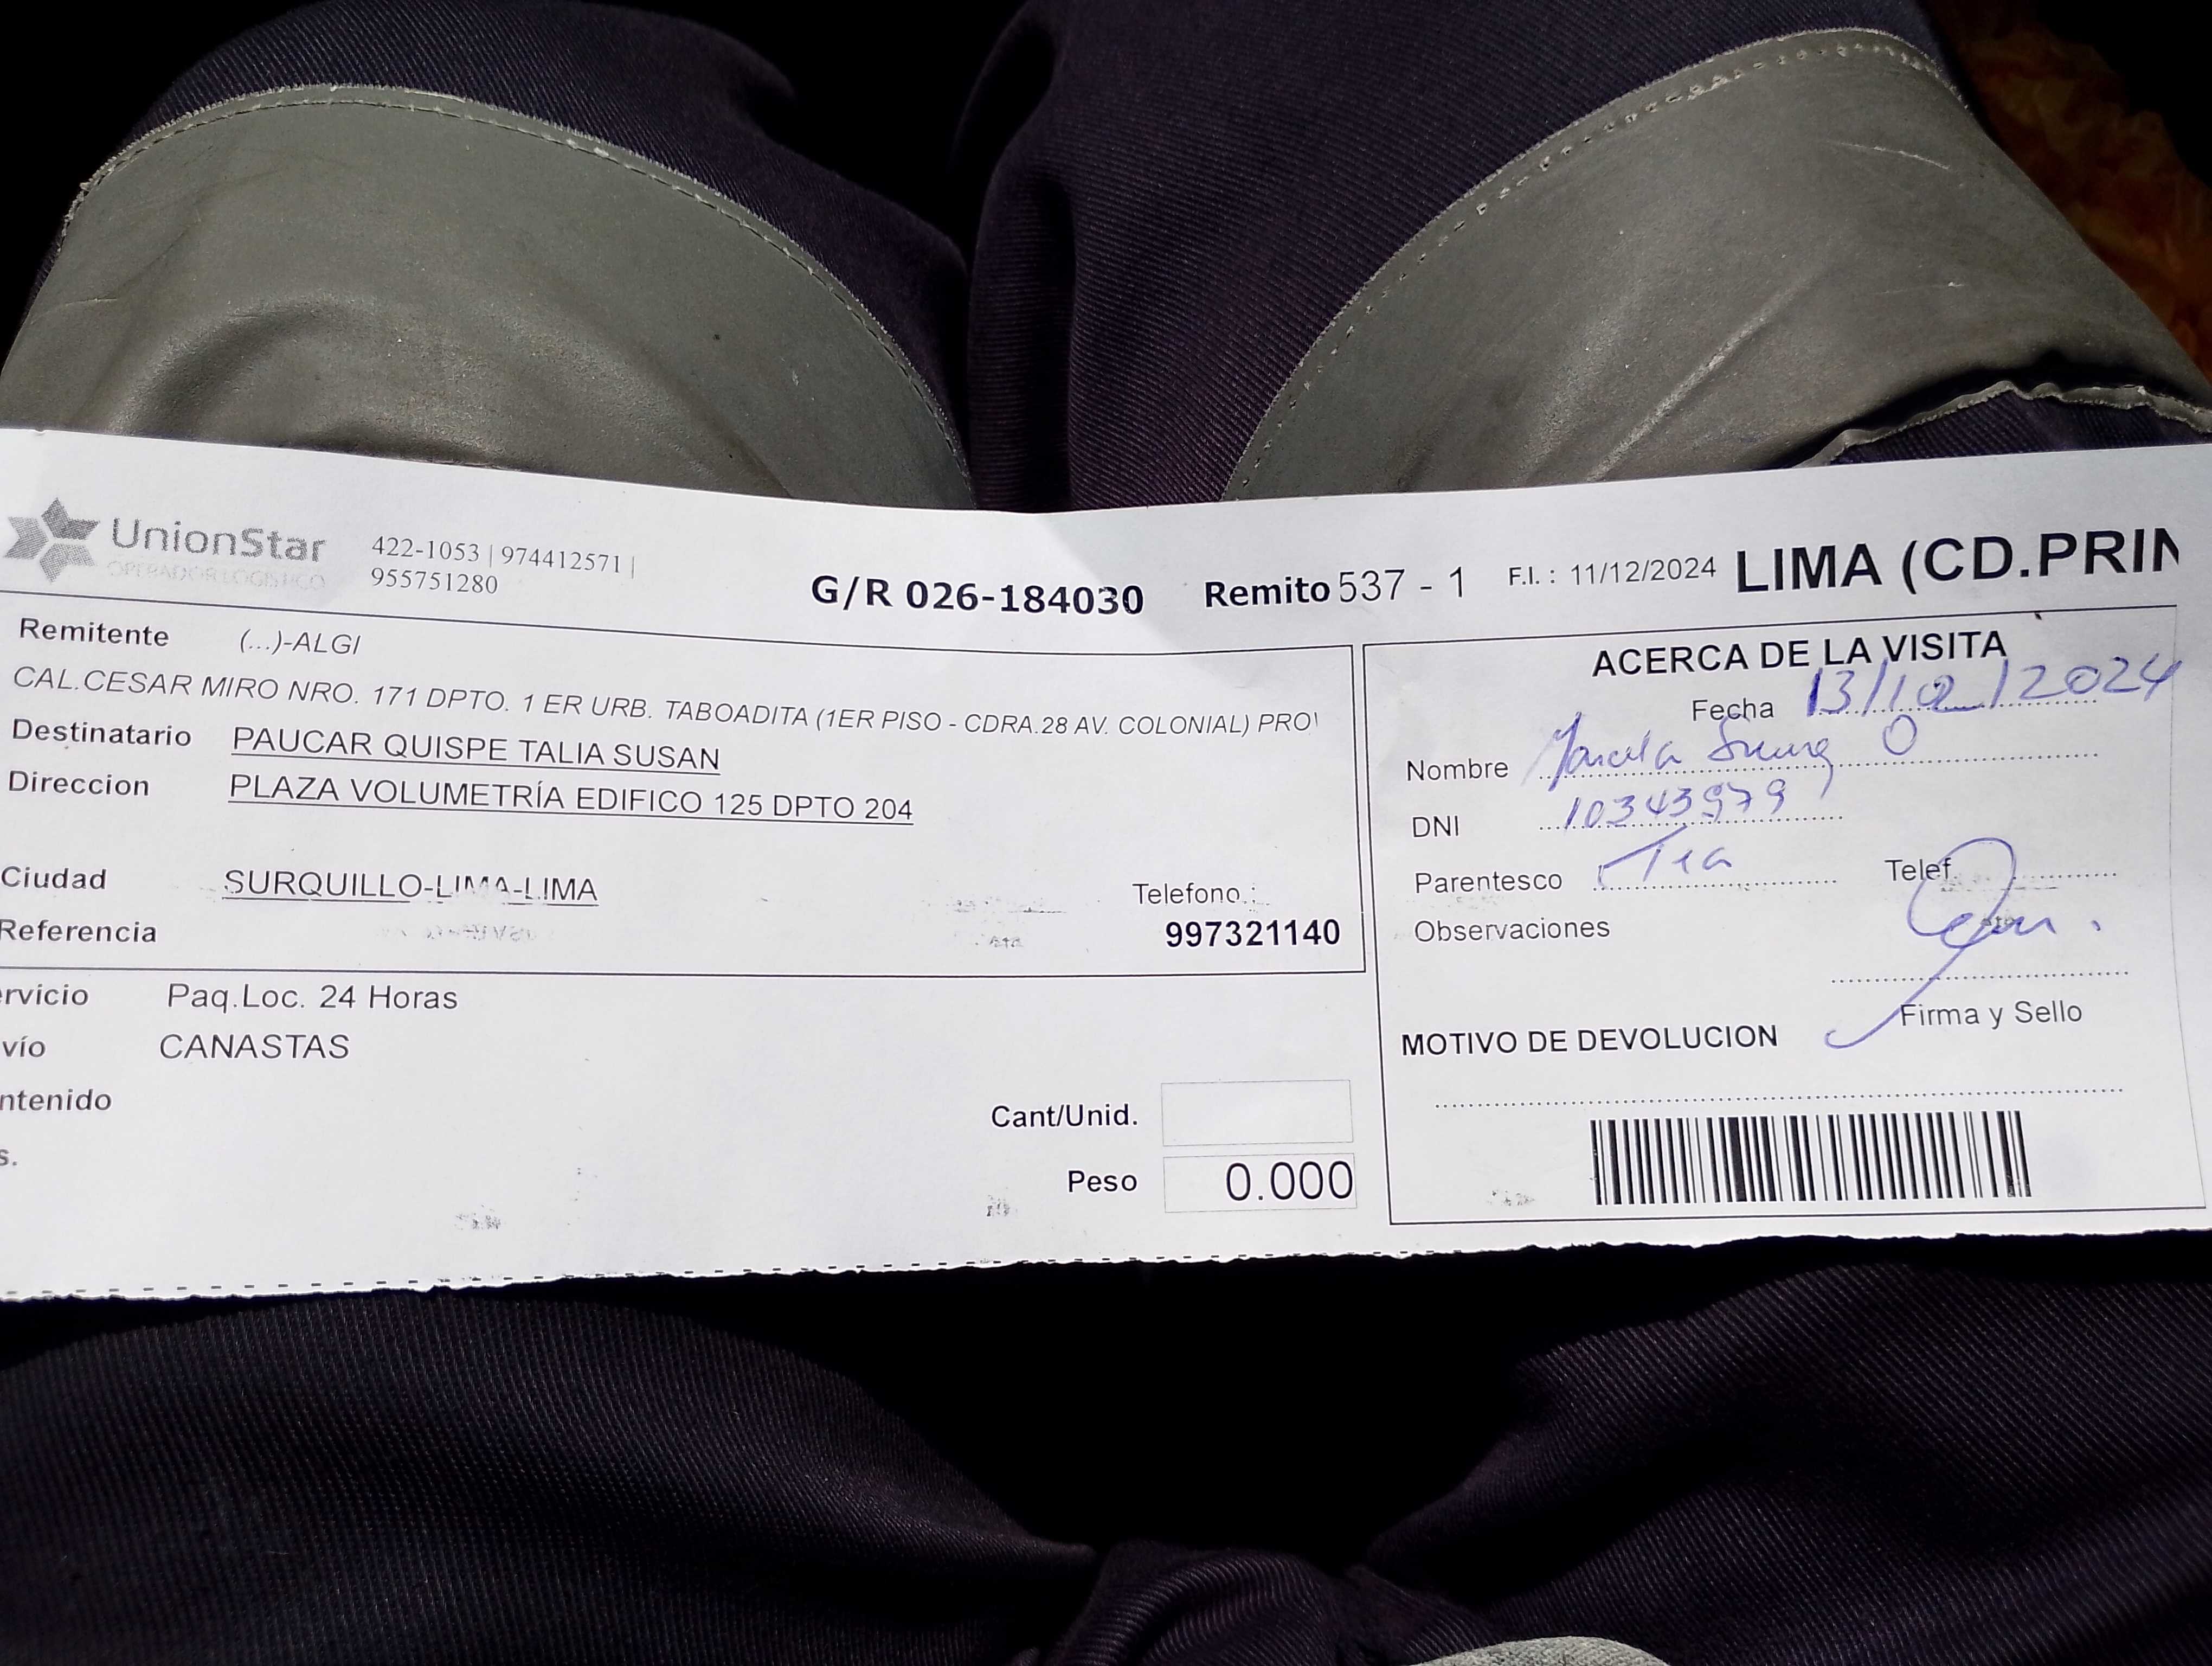 UnionStar
OPERADOR LOGISTICO
422-1053 | 974412571 |
955751280
G/R 026-184030
Remito 537 - 1
F.I. : 11/12/2024
LIMA (CD.PRIN
Remitente (...)-ALGI
CAL.CESAR MIRO NRO. 171 DPTO. 1 ER URB. TABOADITA (1ER PISO - CDRA.28 AV. COLONIAL) PRO
Destinatario PAUCAR QUISPE TALIA SUSAN
Direccion PLAZA VOLUMETRÍA EDIFICO 125 DPTO 204
Ciudad SURQUILLO-LIMA-LIMA
Telefono.:
Referencia
997321140
rvicio Paq.Loc. 24 Horas
vío CANASTAS
ntenido
s.
Cant/Unid.
Peso 0.000
ACERCA DE LA VISITA
Fecha 13/12/2024
Nombre
DNI 10343979
Parentesco Tia
Telef
Observaciones
Firma y Sello
MOTIVO DE DEVOLUCION